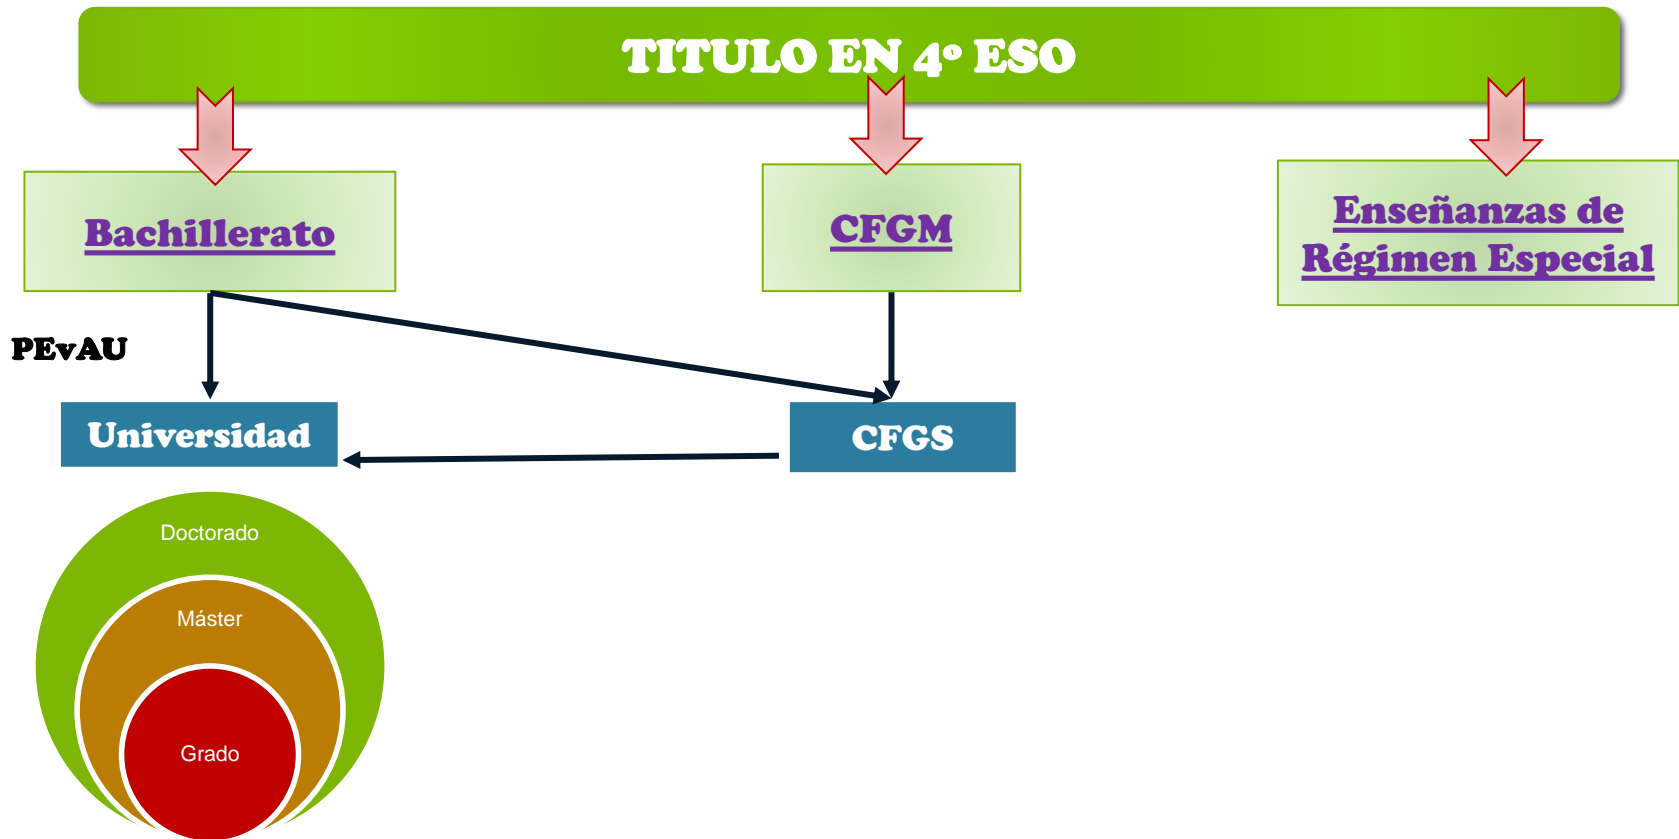 TITULO EN 4º ESO
Bachillerato
CFGM
Enseñanzas de
Régimen Especial
PEvAU
Universidad
CFGS
Doctorado
Máster
Grado